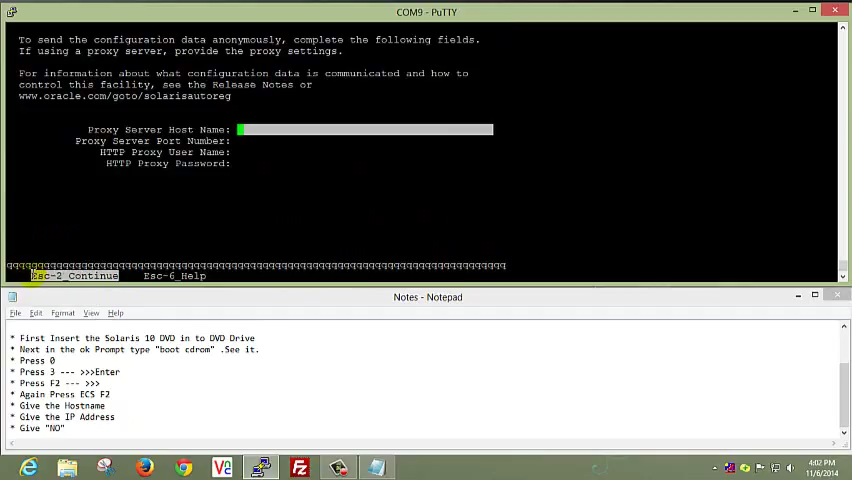 COM9 - PuTTY
To send the configuration data anonymously, complete the following fields.
If using a proxy server, provide the proxy settings.
For information about what configuration data is communicated and how to
control this facility, see the Release Notes or
www.oracle.com/goto/solarisautoreg
Proxy Server Host Name:
Proxy Server Port Number:
HTTP Proxy User Name:
HTTP Proxy Password:
qqqqqqqqqqqqqqqqqqqqqqqqqqqqqqqqqqqqqqqqqqqqqqqqqqqqqqqqqqqqqqqqqqqqqqqqqqqqqqqq
Esc-2_Continue Esc-6_Help
Notes - Notepad
File Edit Format View Help
* First Insert the Solaris 10 DVD in to DVD Drive
* Next in the ok Prompt type "boot cdrom" .See it.
* Press 0
* Press 3 --- >>>Enter
* Press F2 --- >>>
* Again Press ECS F2
* Give the Hostname
* Give the IP Address
* Give "NO"
4:02 PM
11/6/2014